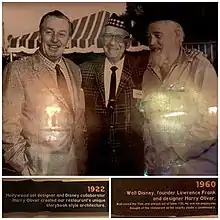 1922
Hollywood set designer and Disney collaborator
Harry Oliver created our restaurant's unique
storybook style architecture.
1960
Walt Disney, founder Lawrence Frank
and designer Harry Oliver.